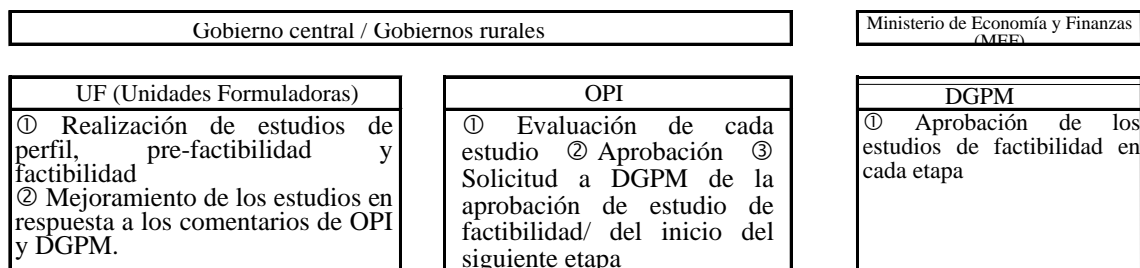 Gobierno central / Gobiernos rurales
Ministerio de Economía y Finanzas
(MEF)
UF (Unidades Formuladoras)
① Realización de estudios de
perfil, pre-factibilidad y
factibilidad
② Mejoramiento de los estudios en
respuesta a los comentarios de OPI
y DGPM.
OPI
① Evaluación de cada
estudio ② Aprobación ③
Solicitud a DGPM de la
aprobación de estudio de
factibilidad/ del inicio del
siguiente etapa
DGPM
① Aprobación de los
estudios de factibilidad en
cada etapa